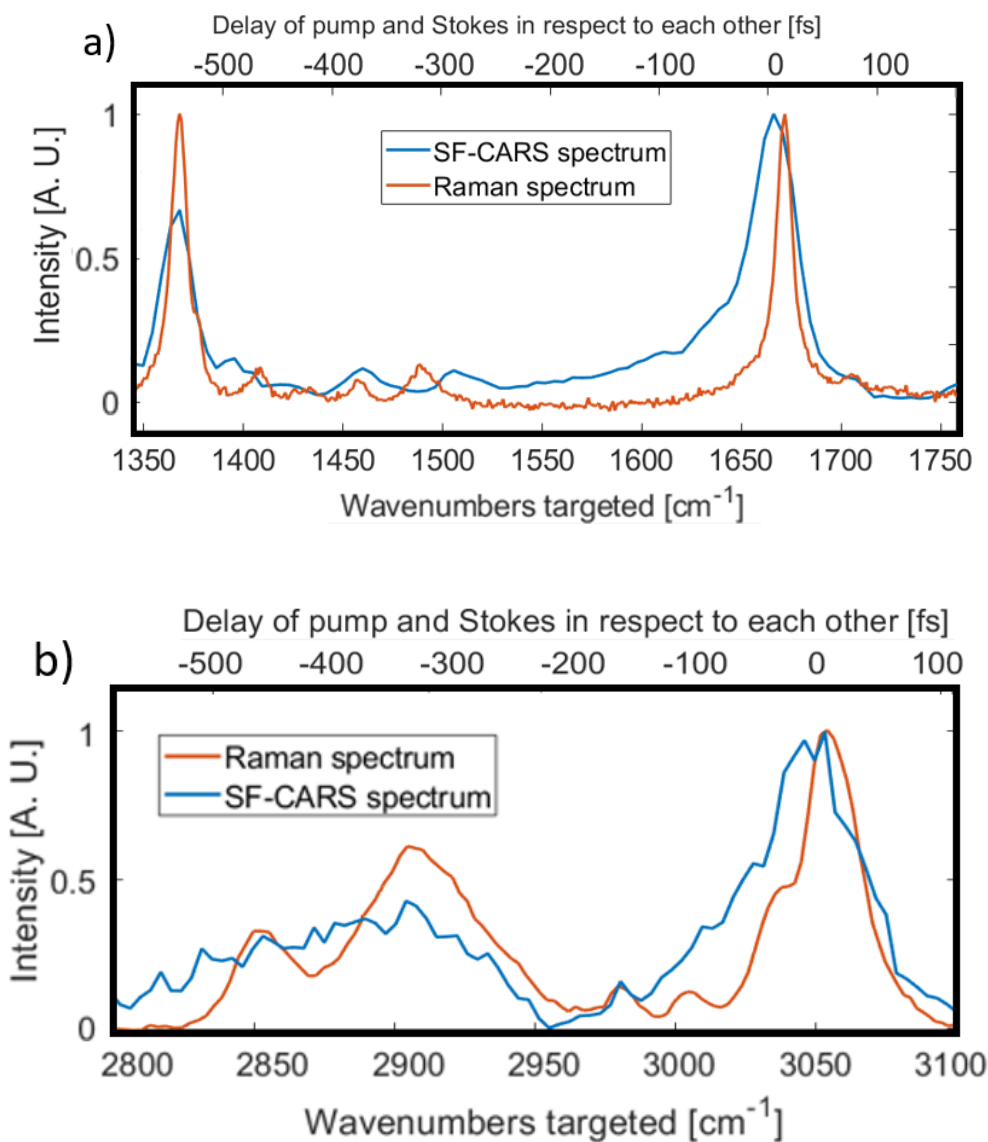 a)
Delay of pump and Stokes in respect to each other [fs]
-500 -400 -300 -200 -100 0 100
Intensity [A. U.]
1
0.5
0
SF-CARS spectrum
Raman spectrum
1350 1400 1450 1500 1550 1600 1650 1700 1750
Wavenumbers targeted [cm-1]
b)
Delay of pump and Stokes in respect to each other [fs]
-500 -400 -300 -200 -100 0 100
Intensity [A. U.]
1
0.5
0
Raman spectrum
SF-CARS spectrum
2800 2850 2900 2950 3000 3050 3100
Wavenumbers targeted [cm-1]